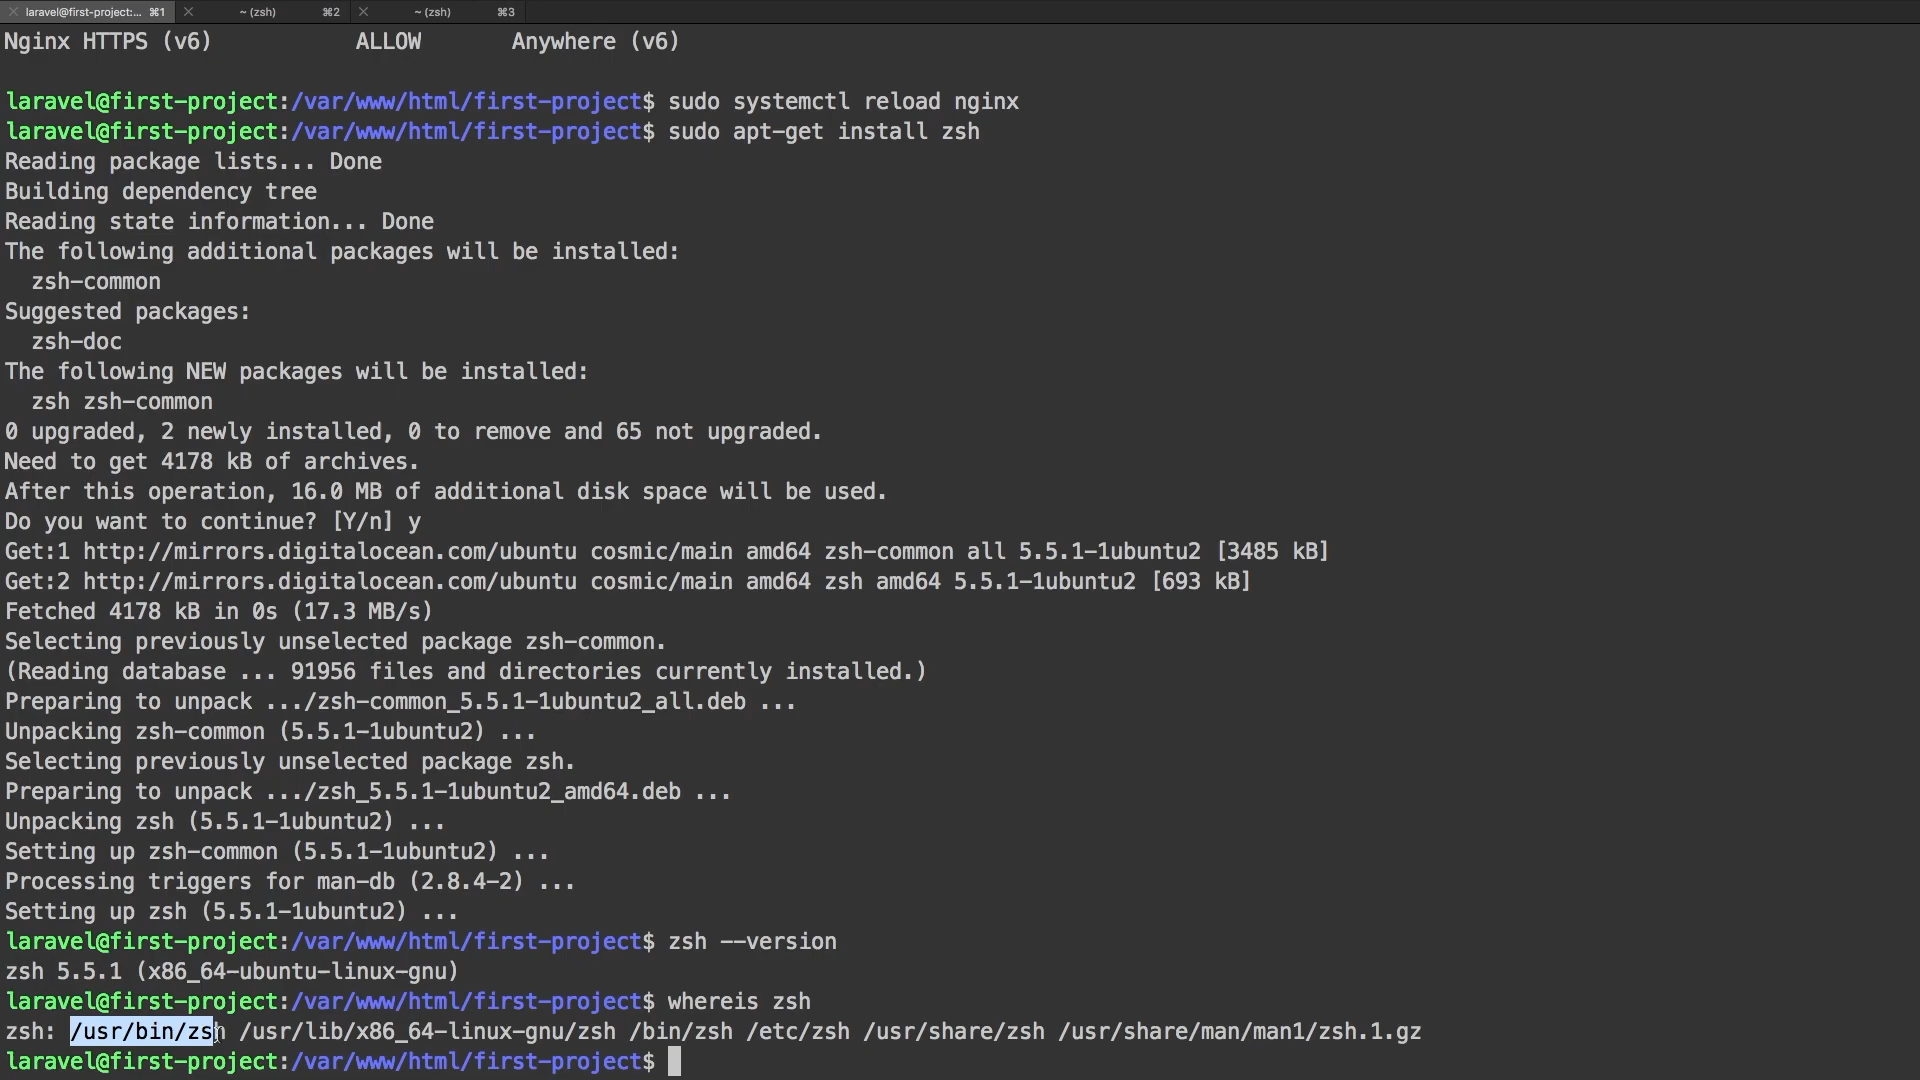 laravel@first-project:... ⌘1 ~ (zsh) ⌘2 ~ (zsh) ⌘3
Nginx HTTPS (v6) ALLOW Anywhere (v6)
laravel@first-project:/var/www/html/first-project$ sudo systemctl reload nginx
laravel@first-project:/var/www/html/first-project$ sudo apt-get install zsh
Reading package lists... Done
Building dependency tree
Reading state information... Done
The following additional packages will be installed:
zsh-common
Suggested packages:
zsh-doc
The following NEW packages will be installed:
zsh zsh-common
0 upgraded, 2 newly installed, 0 to remove and 65 not upgraded.
Need to get 4178 kB of archives.
After this operation, 16.0 MB of additional disk space will be used.
Do you want to continue? [Y/n] y
Get:1 http://mirrors.digitalocean.com/ubuntu cosmic/main amd64 zsh-common all 5.5.1-1ubuntu2 [3485 kB]
Get:2 http://mirrors.digitalocean.com/ubuntu cosmic/main amd64 zsh amd64 5.5.1-1ubuntu2 [693 kB]
Fetched 4178 kB in 0s (17.3 MB/s)
Selecting previously unselected package zsh-common.
(Reading database ... 91956 files and directories currently installed.)
Preparing to unpack .../zsh-common_5.5.1-1ubuntu2_all.deb ...
Unpacking zsh-common (5.5.1-1ubuntu2) ...
Selecting previously unselected package zsh.
Preparing to unpack .../zsh_5.5.1-1ubuntu2_amd64.deb ...
Unpacking zsh (5.5.1-1ubuntu2) ...
Setting up zsh-common (5.5.1-1ubuntu2) ...
Processing triggers for man-db (2.8.4-2) ...
Setting up zsh (5.5.1-1ubuntu2) ...
laravel@first-project:/var/www/html/first-project$ zsh --version
zsh 5.5.1 (x86_64-ubuntu-linux-gnu)
laravel@first-project:/var/www/html/first-project$ whereis zsh
zsh: /usr/bin/zsh /usr/lib/x86_64-linux-gnu/zsh /bin/zsh /etc/zsh /usr/share/zsh /usr/share/man/man1/zsh.1.gz
laravel@first-project:/var/www/html/first-project$